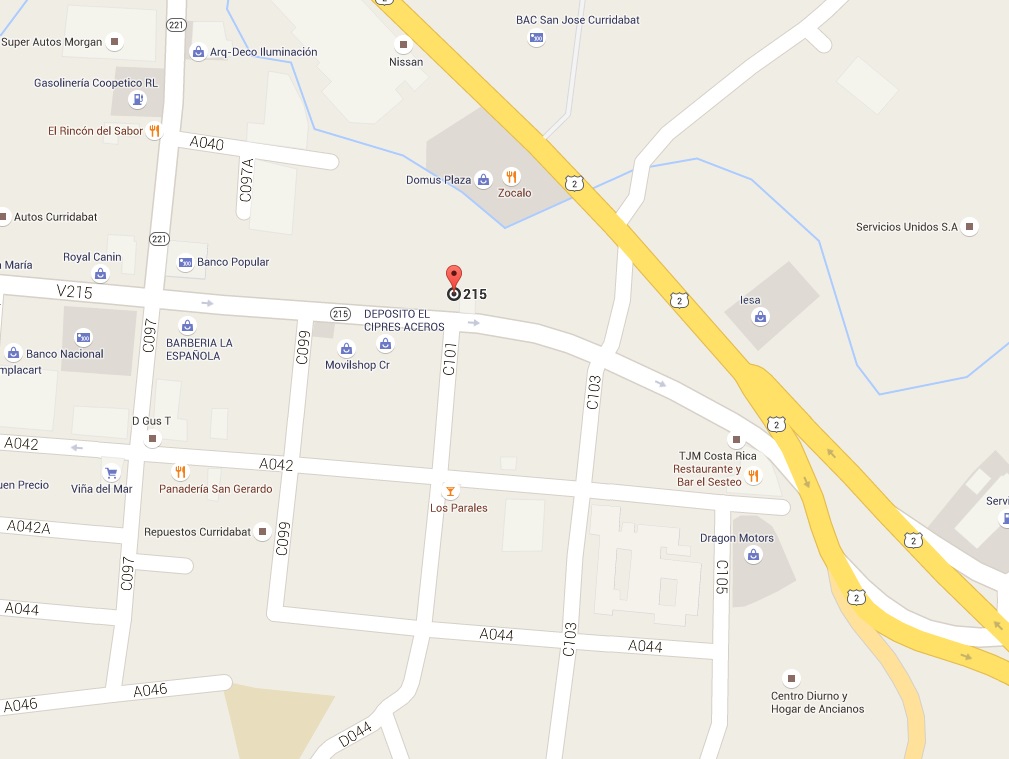 2
221
BAC San Jose Curridabat
Super Autos Morgan
Arq-Deco Iluminación
Nissan
Gasolinería Coopetico RL
El Rincón del Sabor
A040
C097A
Domus Plaza
Zocalo
2
Autos Curridabat
Servicios Unidos S.A
221
María
Royal Canin
Banco Popular
V215
215
Iesa
2
215
DEPOSITO EL
CIPRES ACEROS
C097
C099
C101
BARBERIA LA
ESPAÑOLA
Banco Nacional
Movilshop Cr
mplacart
C103
D Gus T
2
A042
A042
TJM Costa Rica
Restaurante y
Bar el Sesteo
uen Precio
Viña del Mar
Panadería San Gerardo
Los Parales
Servi
A042A
Repuestos Curridabat
C099
Dragon Motors
2
C097
C105
2
A044
A044
C103
A044
A046
A046
Centro Diurno y
Hogar de Ancianos
D044